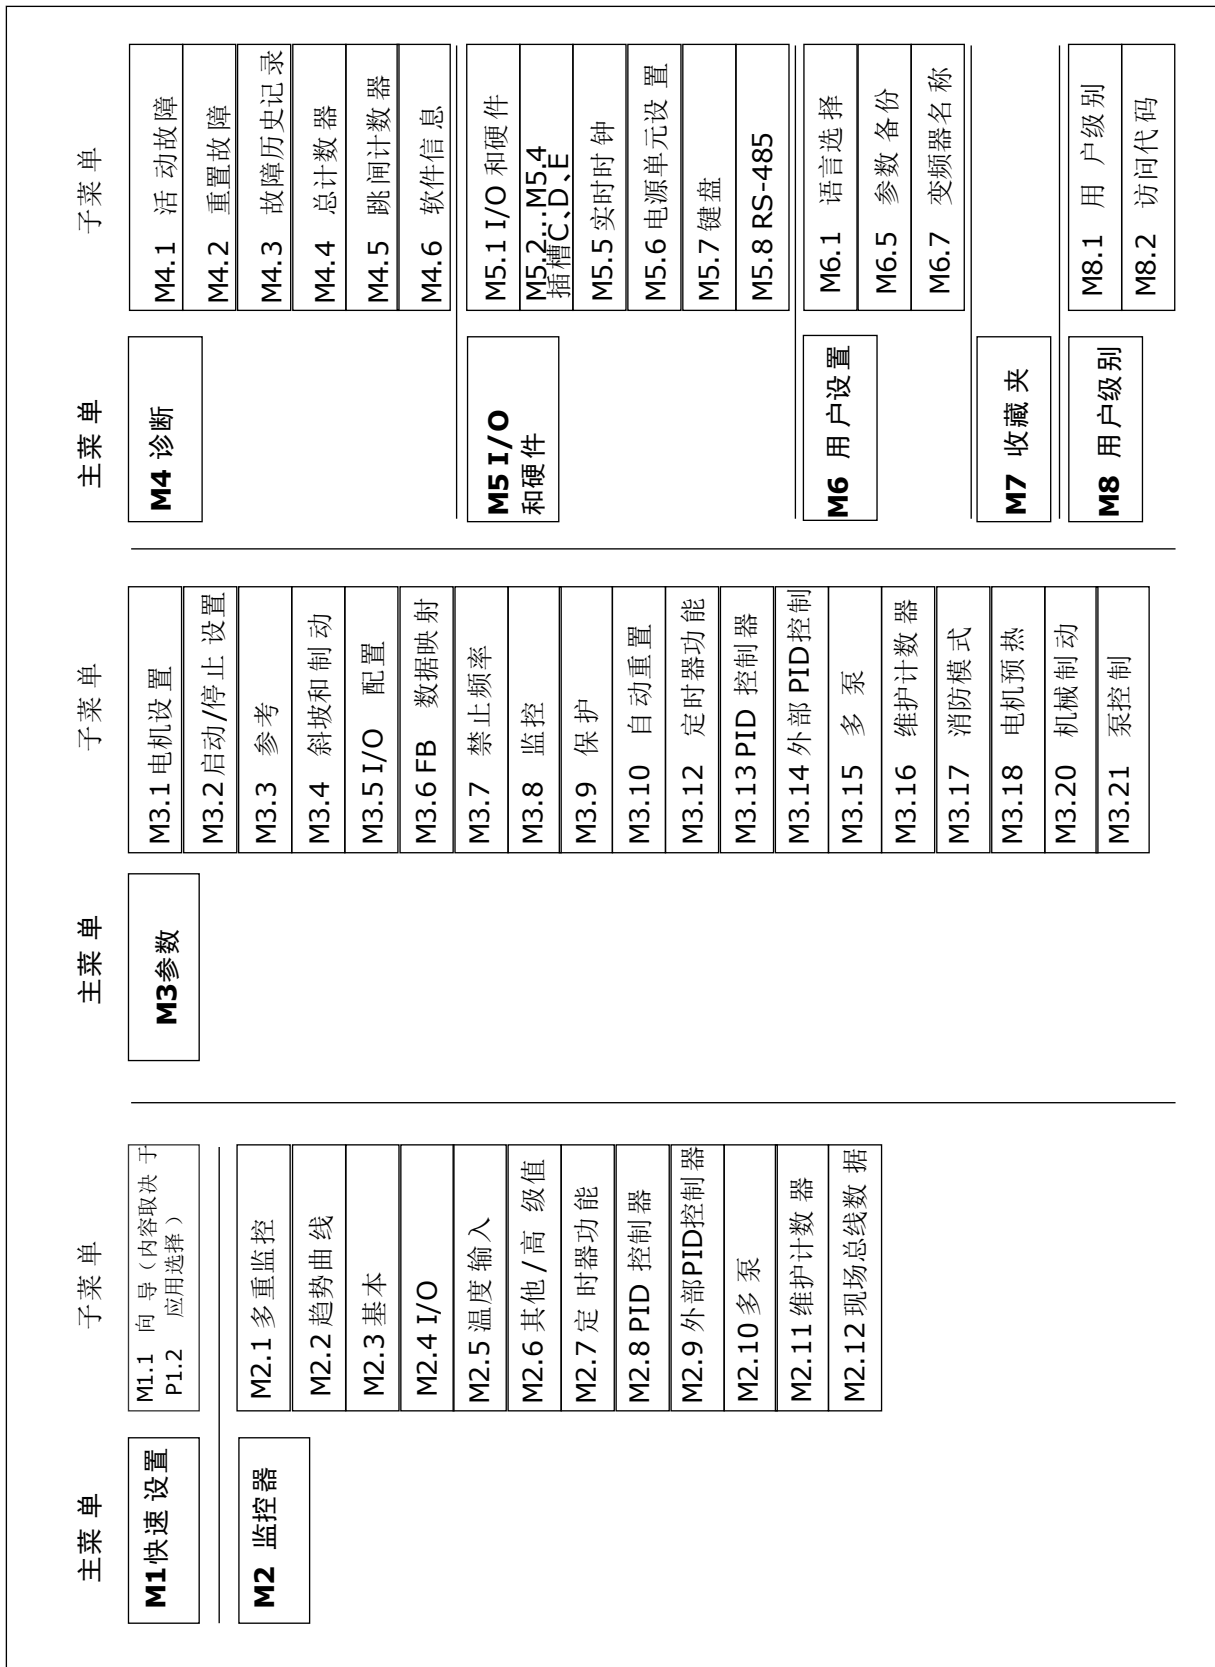 主菜单
子菜单
M1快速设置
M1.1 向导（内容取决于
P1.2 应用选择）
M2 监控器
M2.1 多重监控
M2.2 趋势曲线
M2.3 基本
M2.4 I/O
M2.5 温度输入
M2.6 其他/高级值
M2.7 定时器功能
M2.8 PID 控制器
M2.9 外部PID控制器
M2.10 多泵
M2.11 维护计数器
M2.12 现场总线数据
主菜单
子菜单
M3参数
M3.1 电机设置
M3.2 启动/停止设置
M3.3 参考
M3.4 斜坡和制动
M3.5 I/O 配置
M3.6 FB 数据映射
M3.7 禁止频率
M3.8 监控
M3.9 保护
M3.10 自动重置
M3.12 定时器功能
M3.13 PID 控制器
M3.14 外部 PID控制
M3.15 多泵
M3.16 维护计数器
M3.17 消防模式
M3.18 电机预热
M3.20 机械制动
M3.21 泵控制
主菜单
子菜单
M4 诊断
M4.1 活动故障
M4.2 重置故障
M4.3 故障历史记录
M4.4 总计数器
M4.5 跳闸计数器
M4.6 软件信息
M5 I/O
和硬件
M5.1 I/O 和硬件
M5.2...M5.4
插槽C、D、E
M5.5 实时时钟
M5.6 电源单元设置
M5.7 键盘
M5.8 RS-485
M6 用户设置
M6.1 语言选择
M6.5 参数备份
M6.7 变频器名称
M7 收藏夹
M8 用户级别
M8.1 用户级别
M8.2 访问代码